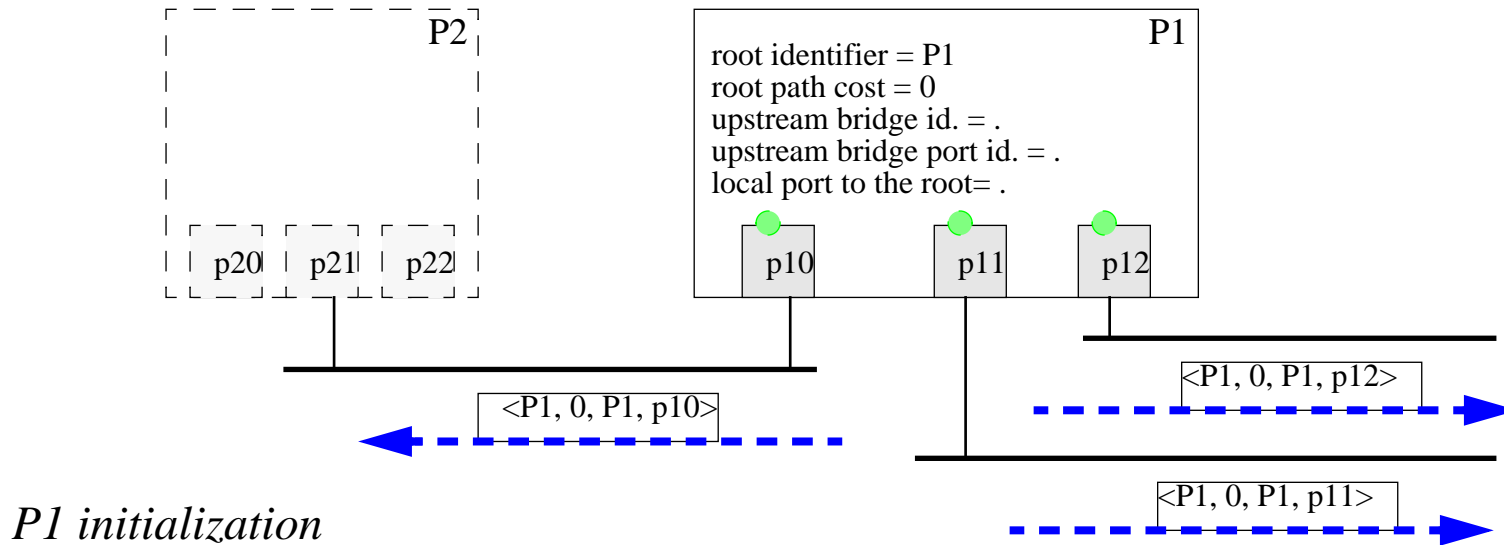 P2
P1
root identifier = P1
root path cost = 0
upstream bridge id. = .
upstream bridge port id. = .
local port to the root= .
p20
p21
p22
p10
p11
p12
<P1, 0, P1, p12>
<P1, 0, P1, p10>
<P1, 0, P1, p11>
P1 initialization